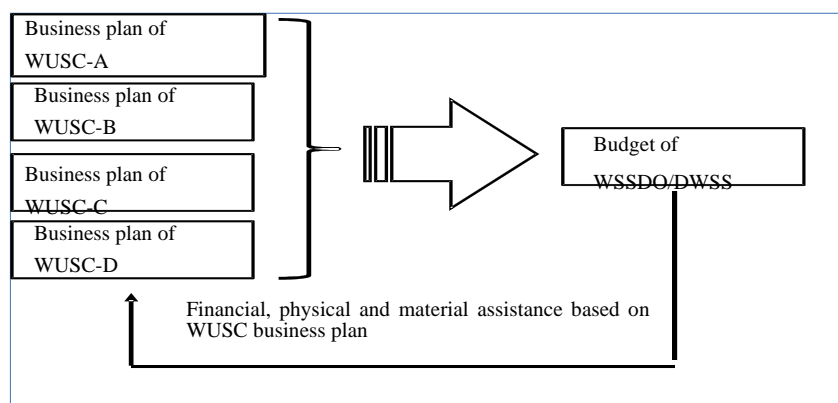 Business plan of
WUSC-A
Business plan of
WUSC-B
Business plan of
WUSC-C
Business plan of
WUSC-D
Budget of
WSSDO/DWSS
Financial, physical and material assistance based on
WUSC business plan